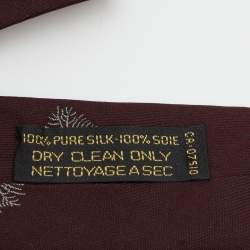 100% PURE SILK-100% SOIE
DRY CLEAN ONLY
NETTOYAGE A SEC
CA-07510